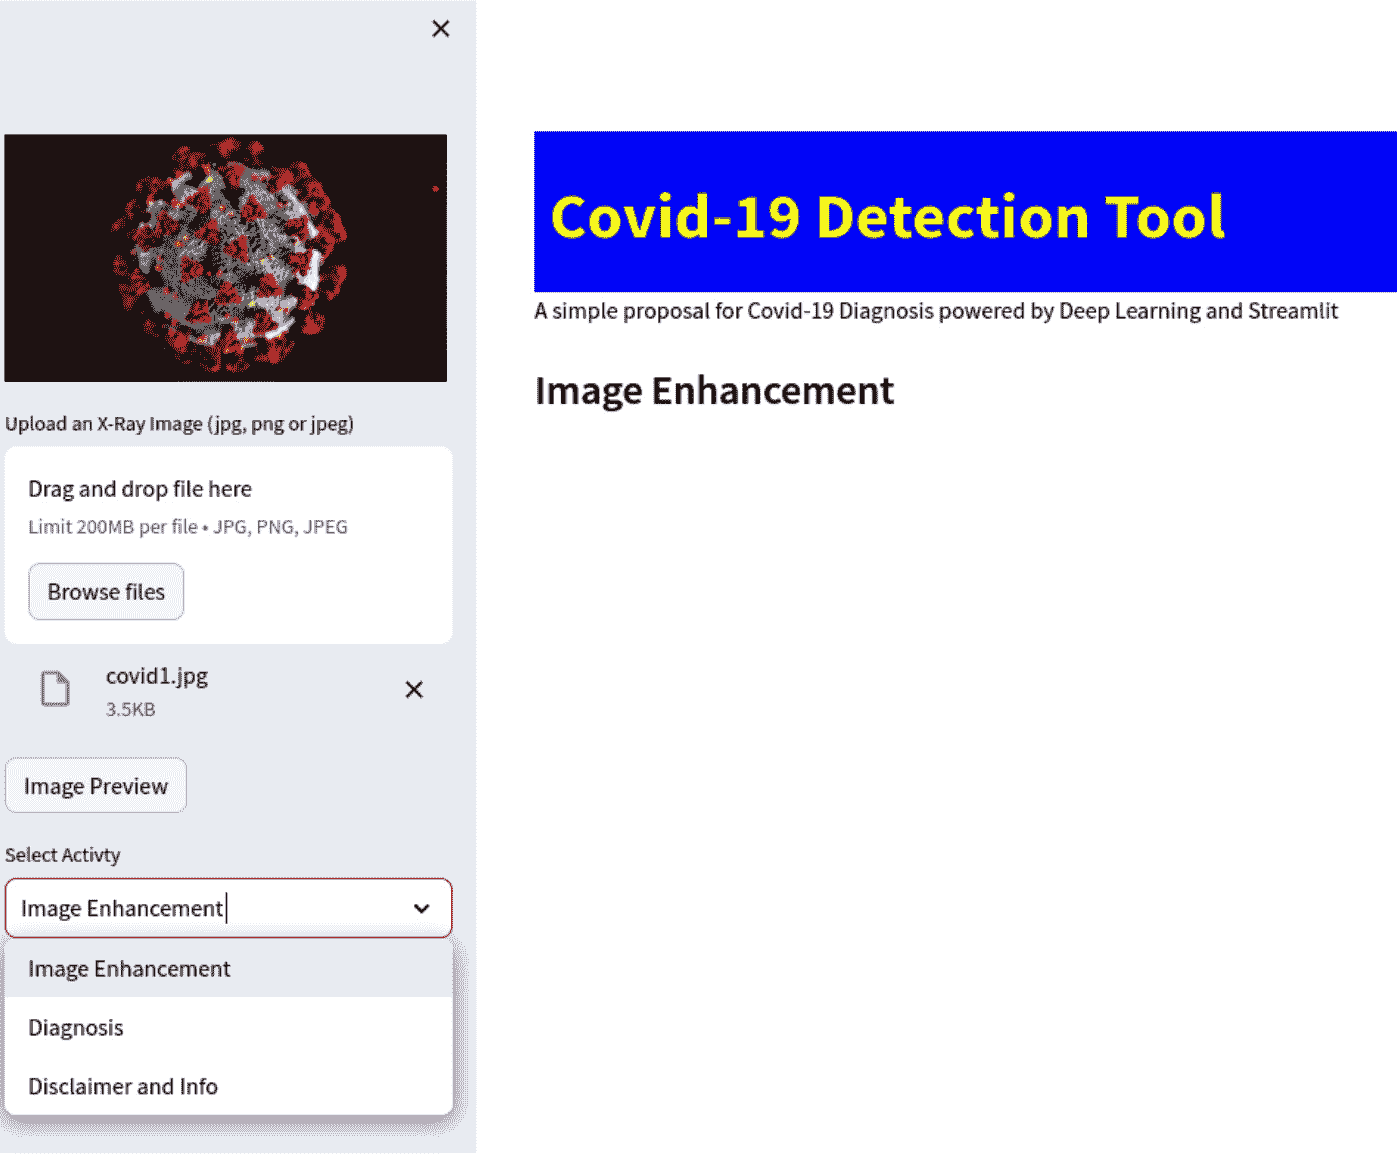 Upload an X-Ray Image (jpg, png or jpeg)
Drag and drop file here
Limit 200MB per file • JPG, PNG, JPEG
Browse files
covid1.jpg
3.5KB
Image Preview
Select Activty
Image Enhancement
Image Enhancement
Diagnosis
Disclaimer and Info
Covid-19 Detection Tool
A simple proposal for Covid-19 Diagnosis powered by Deep Learning and Streamlit
Image Enhancement